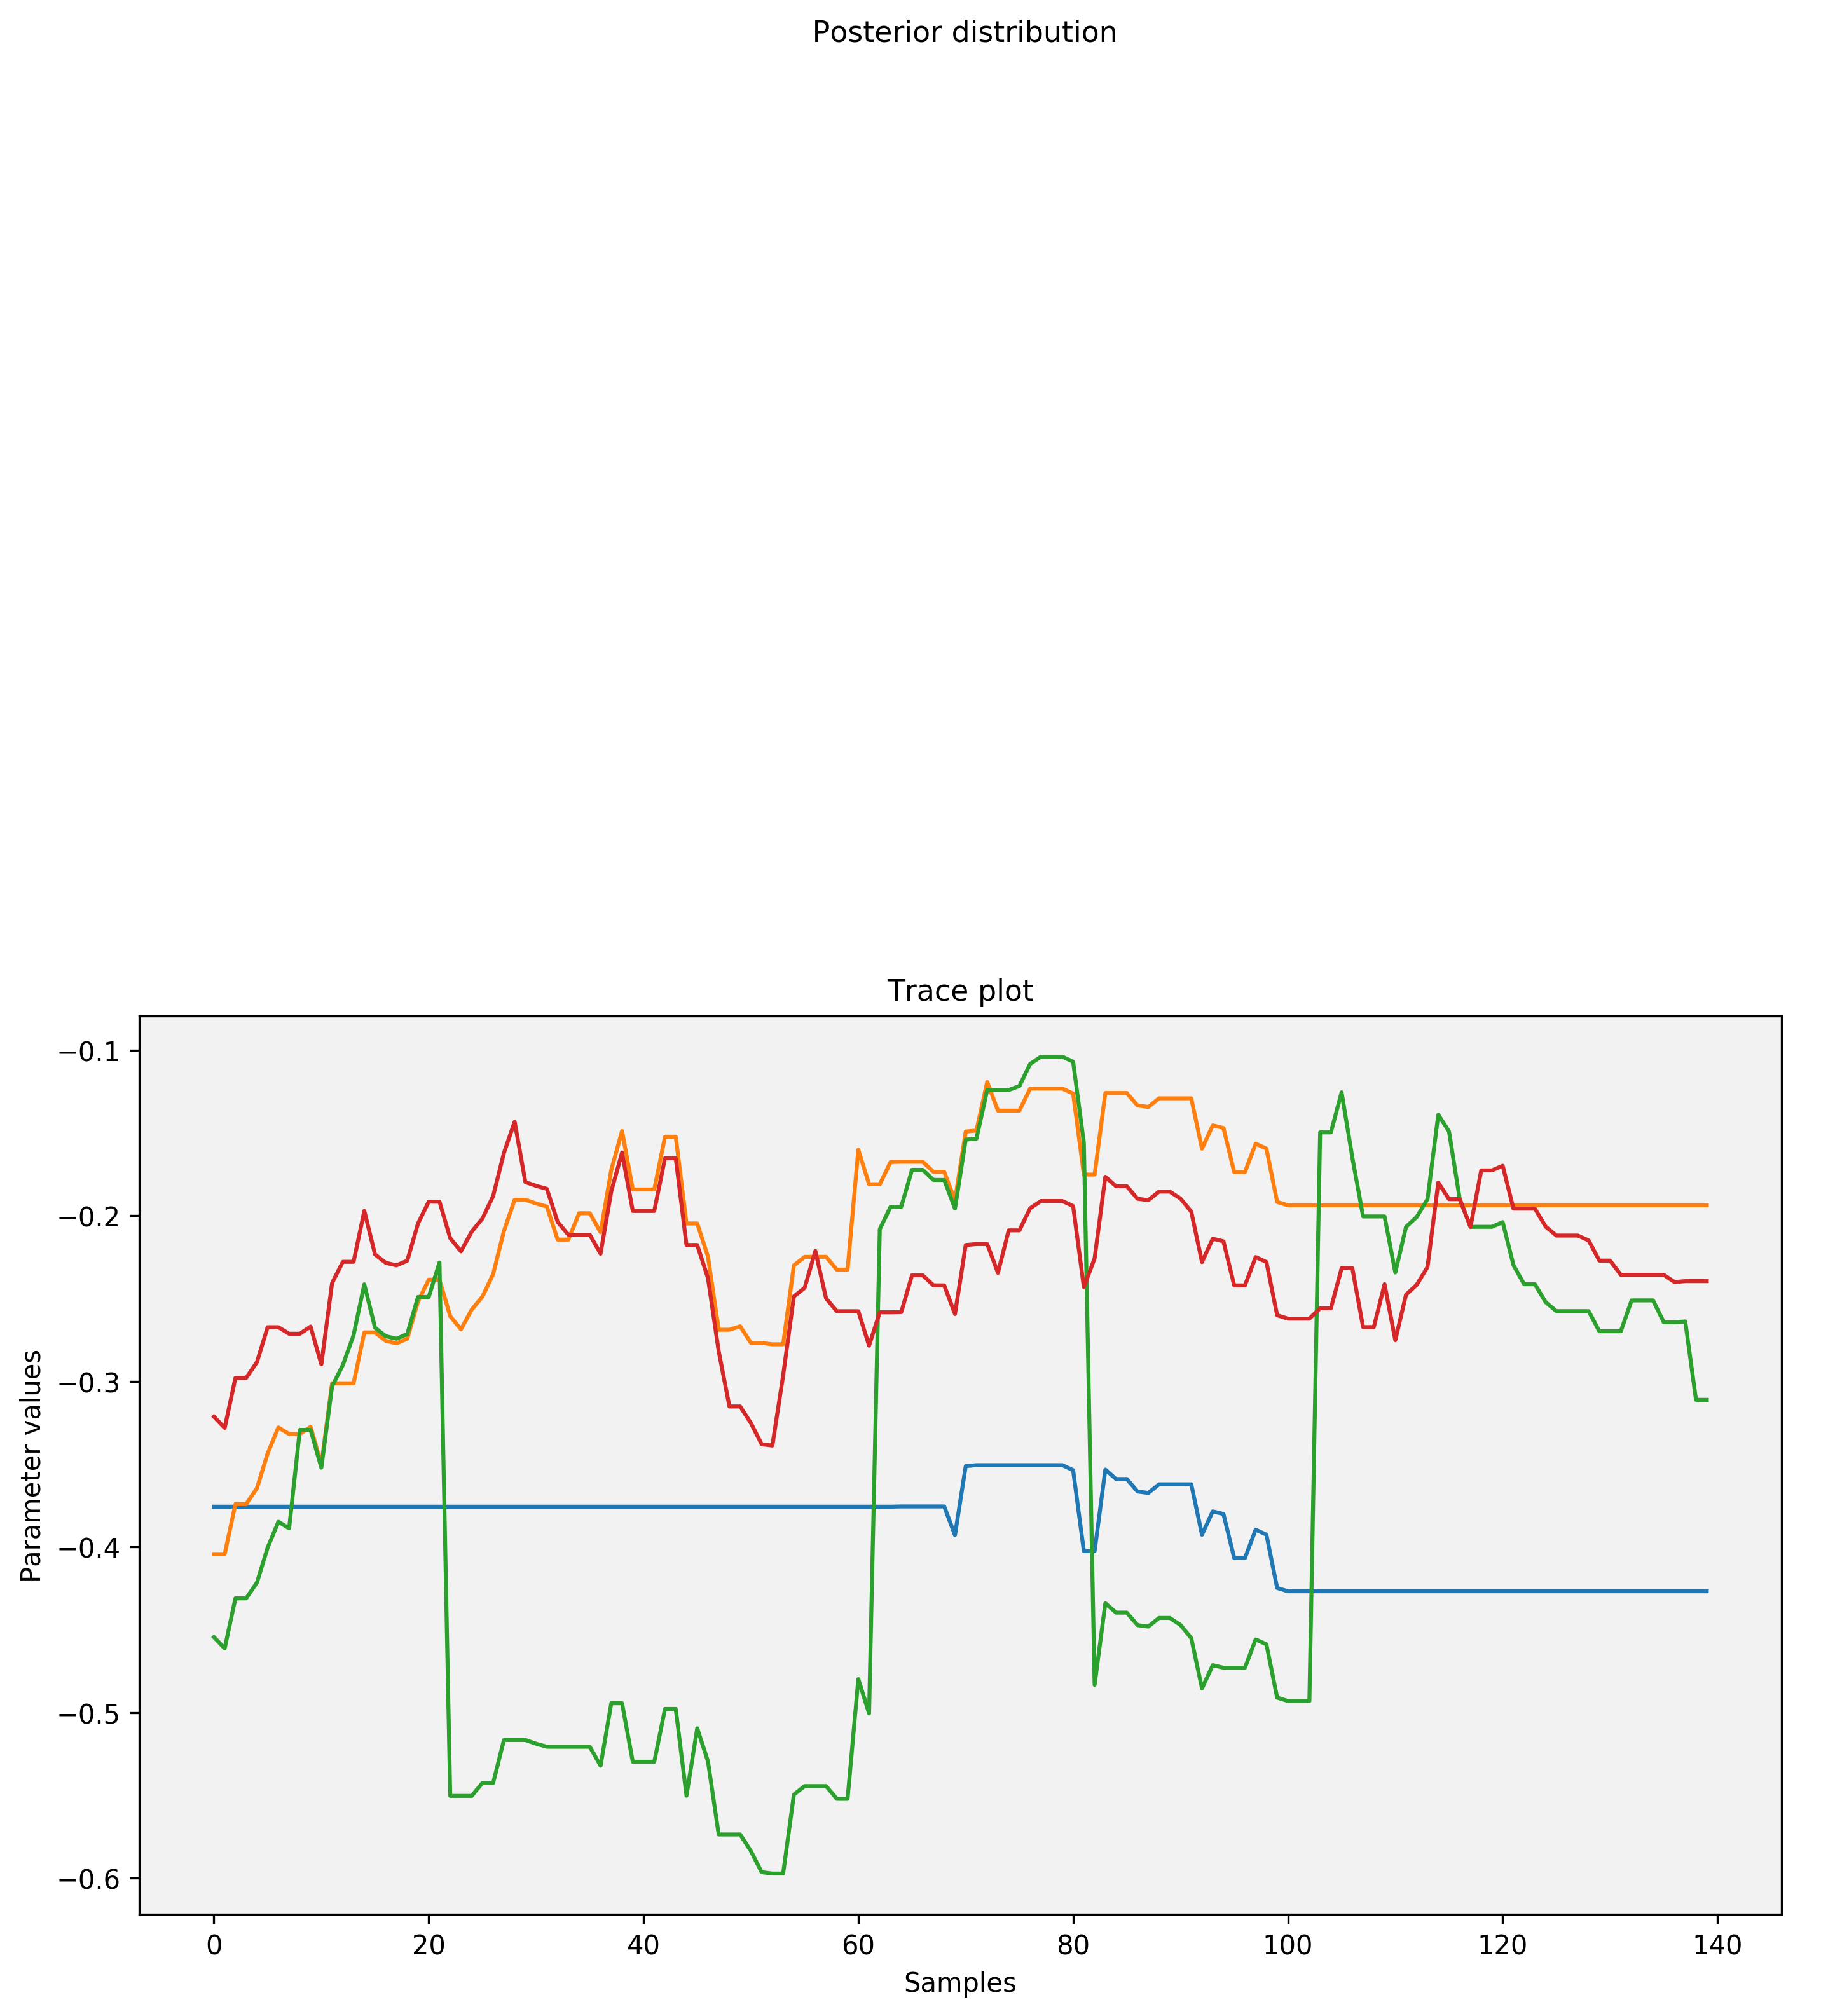 Posterior distribution
Trace plot
−0.1
−0.2
−0.3
−0.4
−0.5
−0.6
Parameter values
0 20 40 60 80 100 120 140
Samples